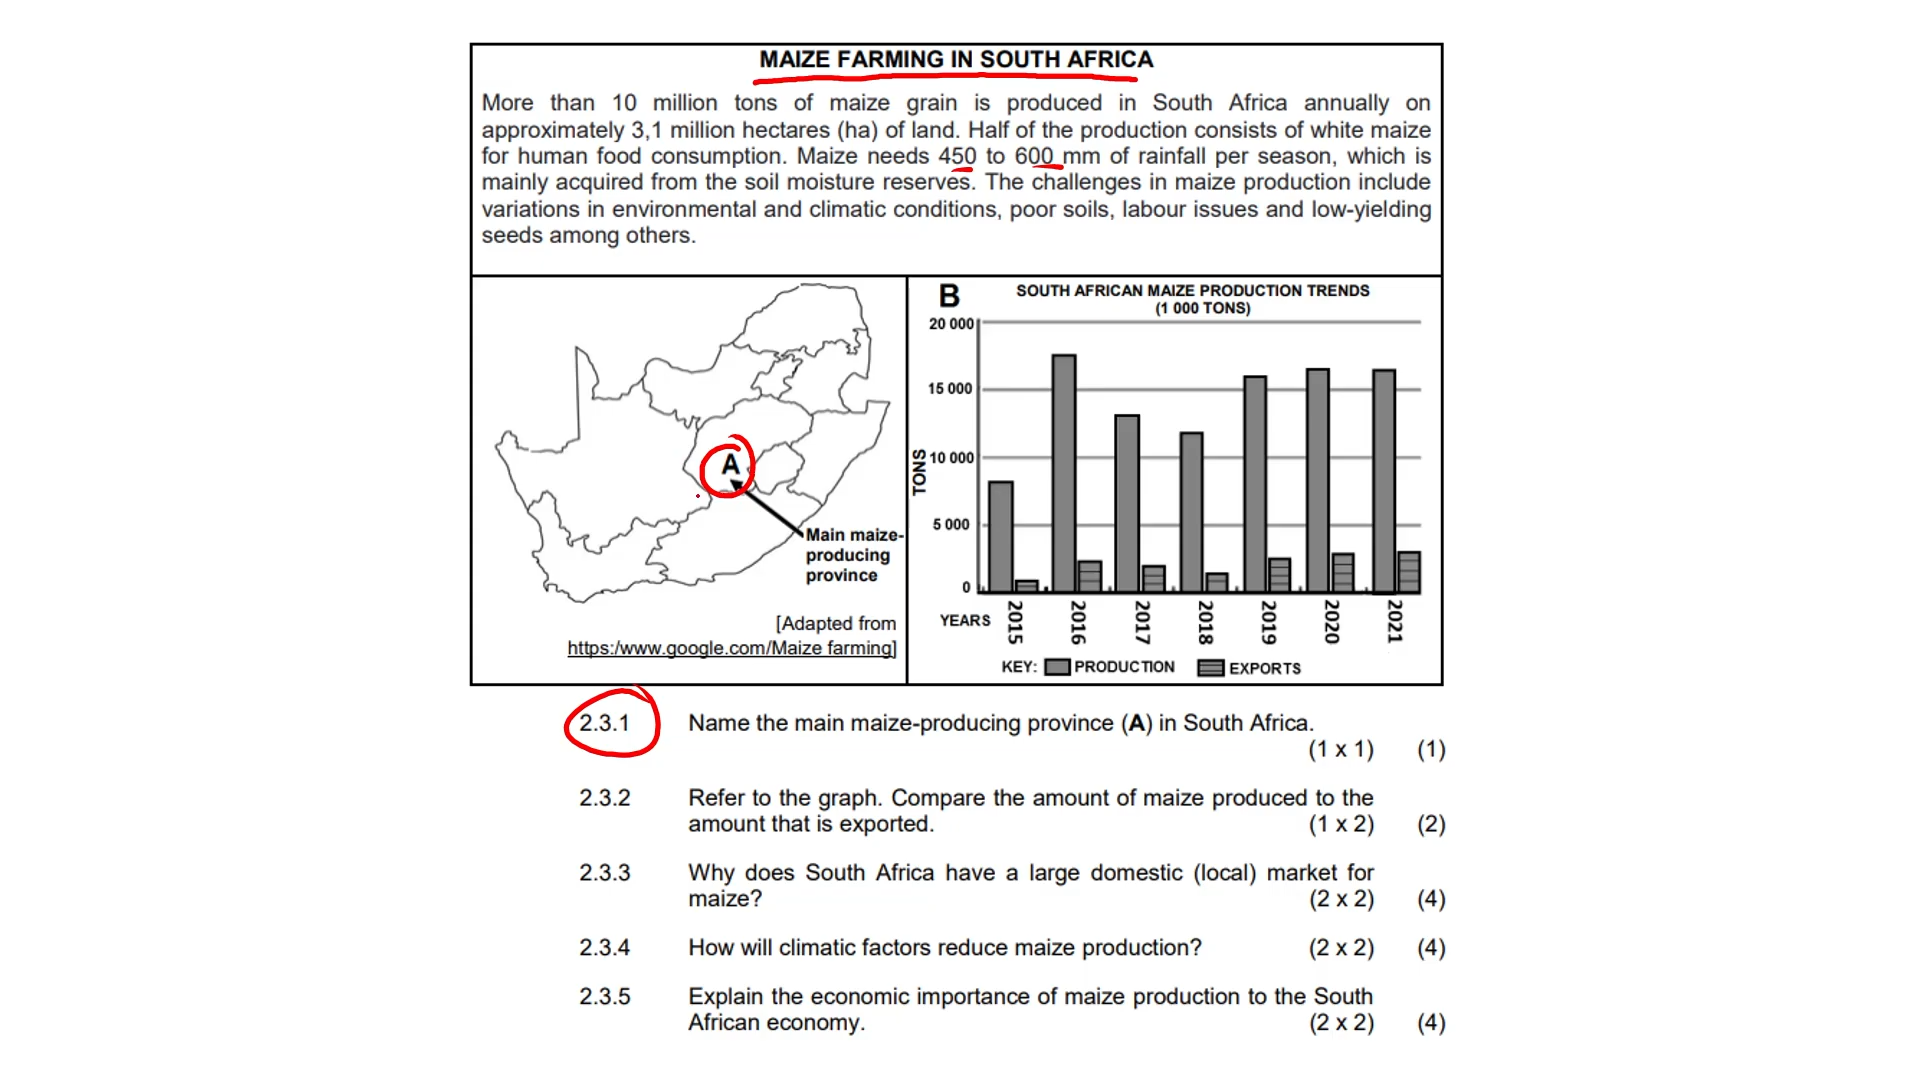 MAIZE FARMING IN SOUTH AFRICA
More than 10 million tons of maize grain is produced in South Africa annually on
approximately 3,1 million hectares (ha) of land. Half of the production consists of white maize
for human food consumption. Maize needs 450 to 600 mm of rainfall per season, which is
mainly acquired from the soil moisture reserves. The challenges in maize production include
variations in environmental and climatic conditions, poor soils, labour issues and low-yielding
seeds among others.
A
Main maize-
producing
province
[Adapted from
https:/www.google.com/Maize farming]
B
SOUTH AFRICAN MAIZE PRODUCTION TRENDS
(1 000 TONS)
20 000
15 000
10 000
5 000
0
TONS
YEARS
2015
2016
2017
2018
2019
2020
2021
KEY: PRODUCTION EXPORTS
2.3.1 Name the main maize-producing province (A) in South Africa.
(1 x 1) (1)
2.3.2 Refer to the graph. Compare the amount of maize produced to the
amount that is exported. (1 x 2) (2)
2.3.3 Why does South Africa have a large domestic (local) market for
maize? (2 x 2) (4)
2.3.4 How will climatic factors reduce maize production? (2 x 2) (4)
2.3.5 Explain the economic importance of maize production to the South
African economy. (2 x 2) (4)